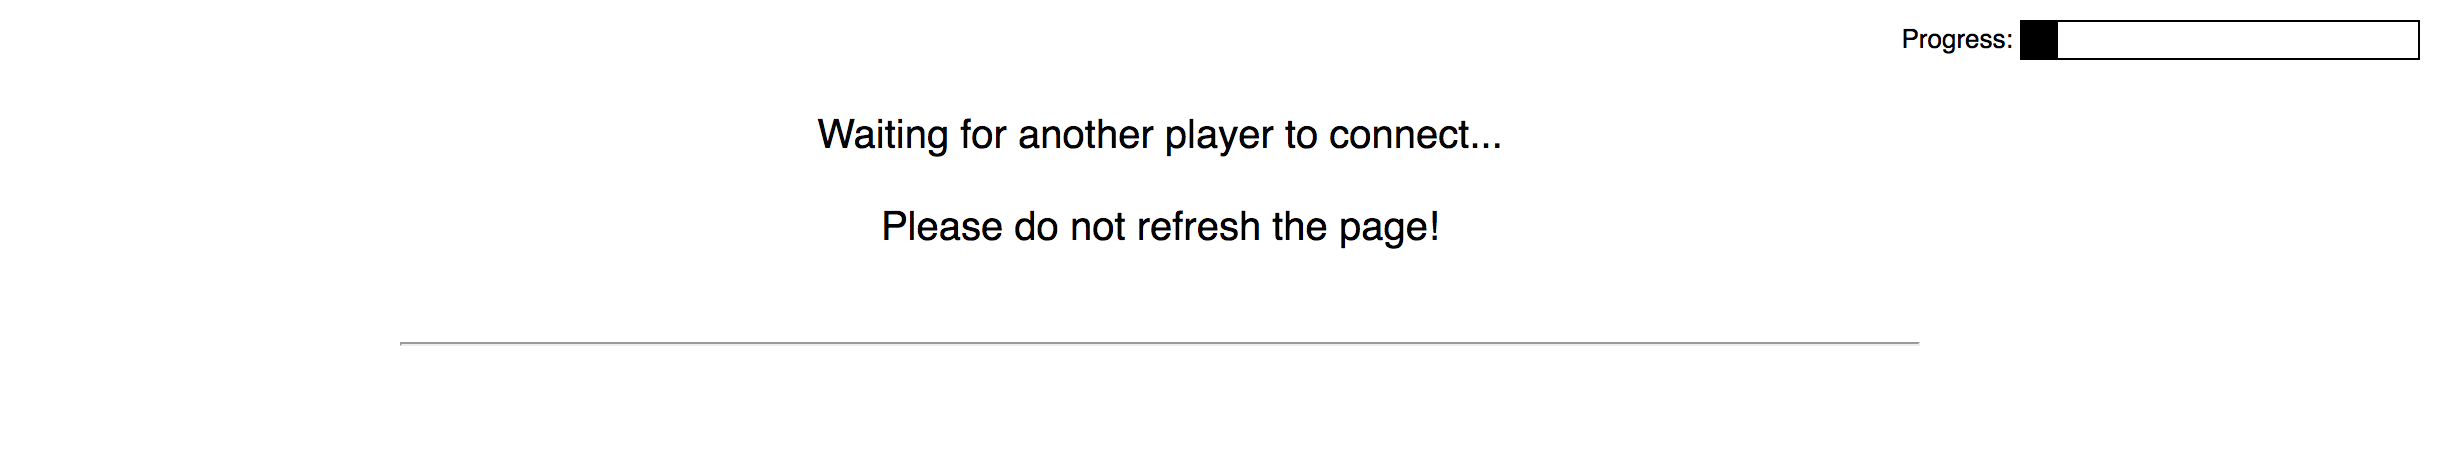 Progress:
Waiting for another player to connect...
Please do not refresh the page!